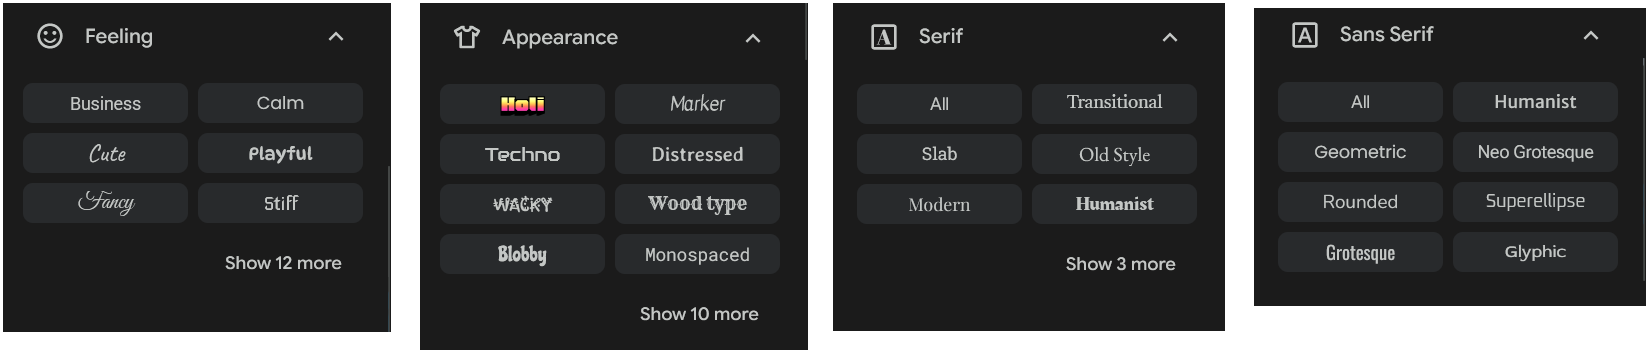 Feeling
Business
Calm
Cute
Playful
Fancy
Stiff
Show 12 more
Appearance
Holi
Marker
Techno
Distressed
WACKY
Wood type
Blobby
Monospaced
Show 10 more
A Serif
All
Transitional
Slab
Old Style
Modern
Humanist
Show 3 more
A Sans Serif
All
Humanist
Geometric
Neo Grotesque
Rounded
Superellipse
Grotesque
Glyphic